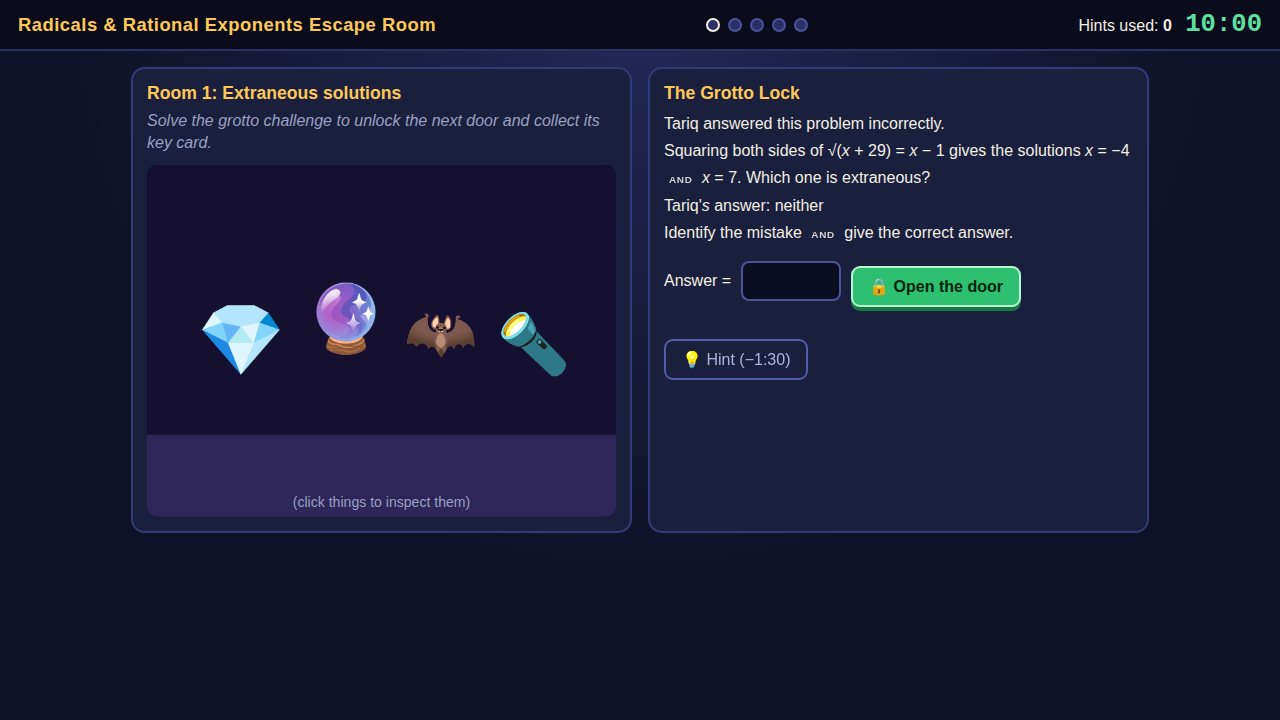 Radicals & Rational Exponents Escape Room
Hints used: 0 10:00
Room 1: Extraneous solutions
Solve the grotto challenge to unlock the next door and collect its
key card.
(click things to inspect them)
The Grotto Lock
Tariq answered this problem incorrectly.
Squaring both sides of √(x + 29) = x − 1 gives the solutions x = −4
AND x = 7. Which one is extraneous?
Tariq's answer: neither
Identify the mistake AND give the correct answer.
Answer = 🔒 Open the door
💡 Hint (−1:30)